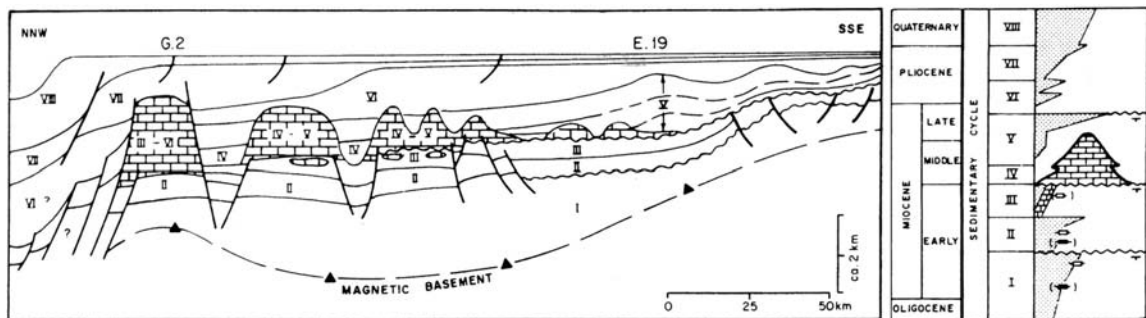 NNW
G.2
E.19
SSE
VIII
VII
VI
V
III - VI
IV
IV - V
IV
IV - V
III
III
II
VII
II
II
II
I
VI ?
?
MAGNETIC BASEMENT
ca. 2 km
0 25 50km
QUATERNARY
PLIOCENE
MIOCENE
LATE
MIDDLE
EARLY
OLIGOCENE
SEDIMENTARY CYCLE
VIII
VII
VI
V
IV
III
II
I